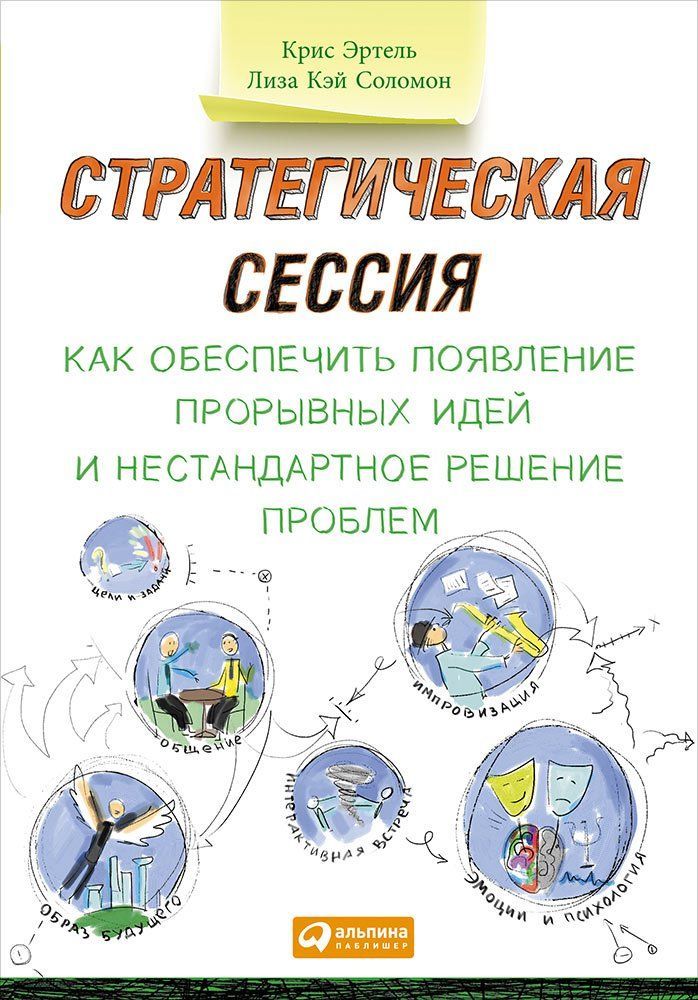 Крис Эртель
Лиза Кэй Соломон
СТРАТЕГИЧЕСКАЯ
СЕССИЯ
КАК ОБЕСПЕЧИТЬ ПОЯВЛЕНИЕ
ПРОРЫВНЫХ ИДЕЙ
И НЕСТАНДАРТНОЕ РЕШЕНИЕ
ПРОБЛЕМ
ЦЕЛИ И ЗАДАЧИ
ОБЩЕНИЕ
ИМПРОВИЗАЦИЯ
ИНТЕРАКТИВНАЯ ВСТРЕЧА
ОБРАЗ БУДУЩЕГО
ЭМОЦИИ И ПСИХОЛОГИЯ
АЛЬПИНА
ПАБЛИШЕР